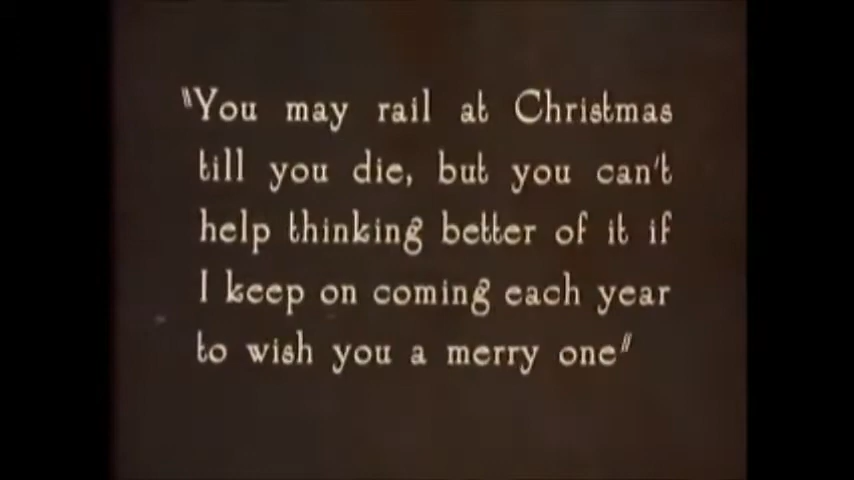 "You may rail at Christmas
till you die, but you can't
help thinking better of it if
I keep on coming each year
to wish you a merry one"